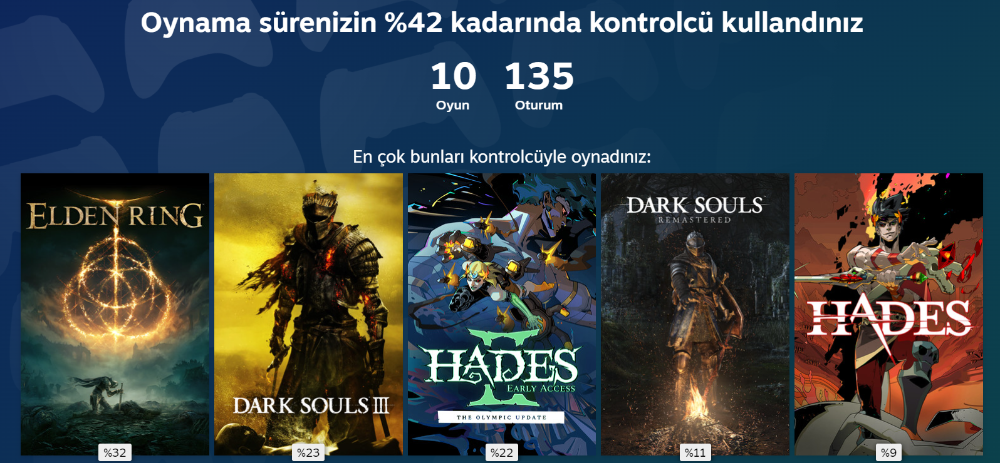 Oynama sürenizin %42 kadarında kontrolcü kullandınız
10 135
Oyun Oturum
En çok bunları kontrolcüyle oynadınız:
ELDEN RING
DARK SOULS III
HADES
II
EARLY ACCESS
THE OLYMPIC UPDATE
DARK SOULS
REMASTERED
HADES
%32 %23 %22 %11 %9